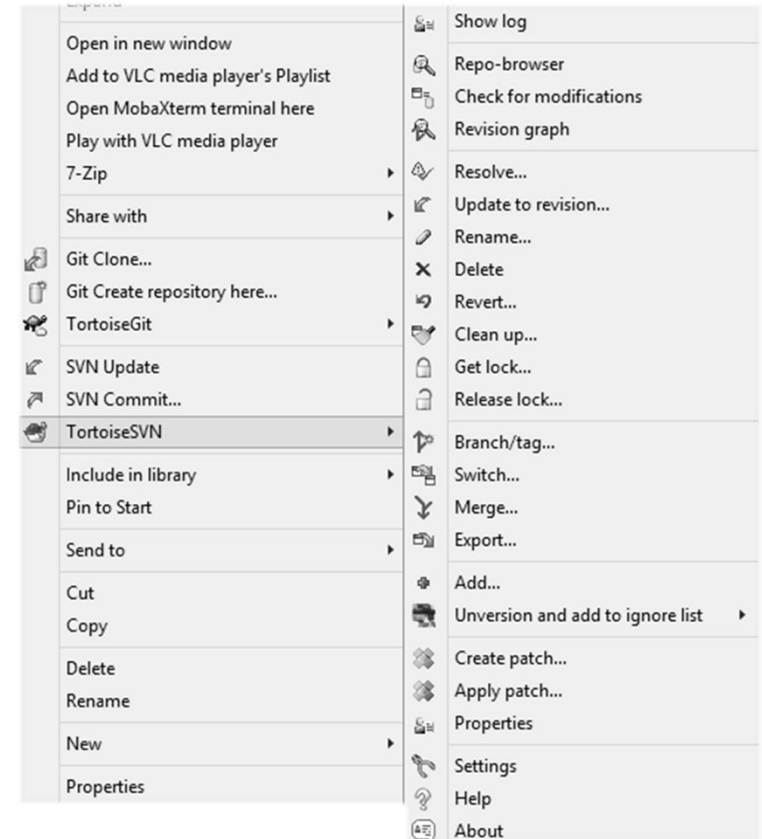 Expand
Open in new window
Add to VLC media player's Playlist
Open MobaXterm terminal here
Play with VLC media player
7-Zip
Share with
Git Clone...
Git Create repository here...
TortoiseGit
SVN Update
SVN Commit...
TortoiseSVN
Include in library
Pin to Start
Send to
Cut
Copy
Delete
Rename
New
Properties
Show log
Repo-browser
Check for modifications
Revision graph
Resolve...
Update to revision...
Rename...
Delete
Revert...
Clean up...
Get lock...
Release lock...
Branch/tag...
Switch...
Merge...
Export...
Add...
Unversion and add to ignore list
Create patch...
Apply patch...
Properties
Settings
Help
About